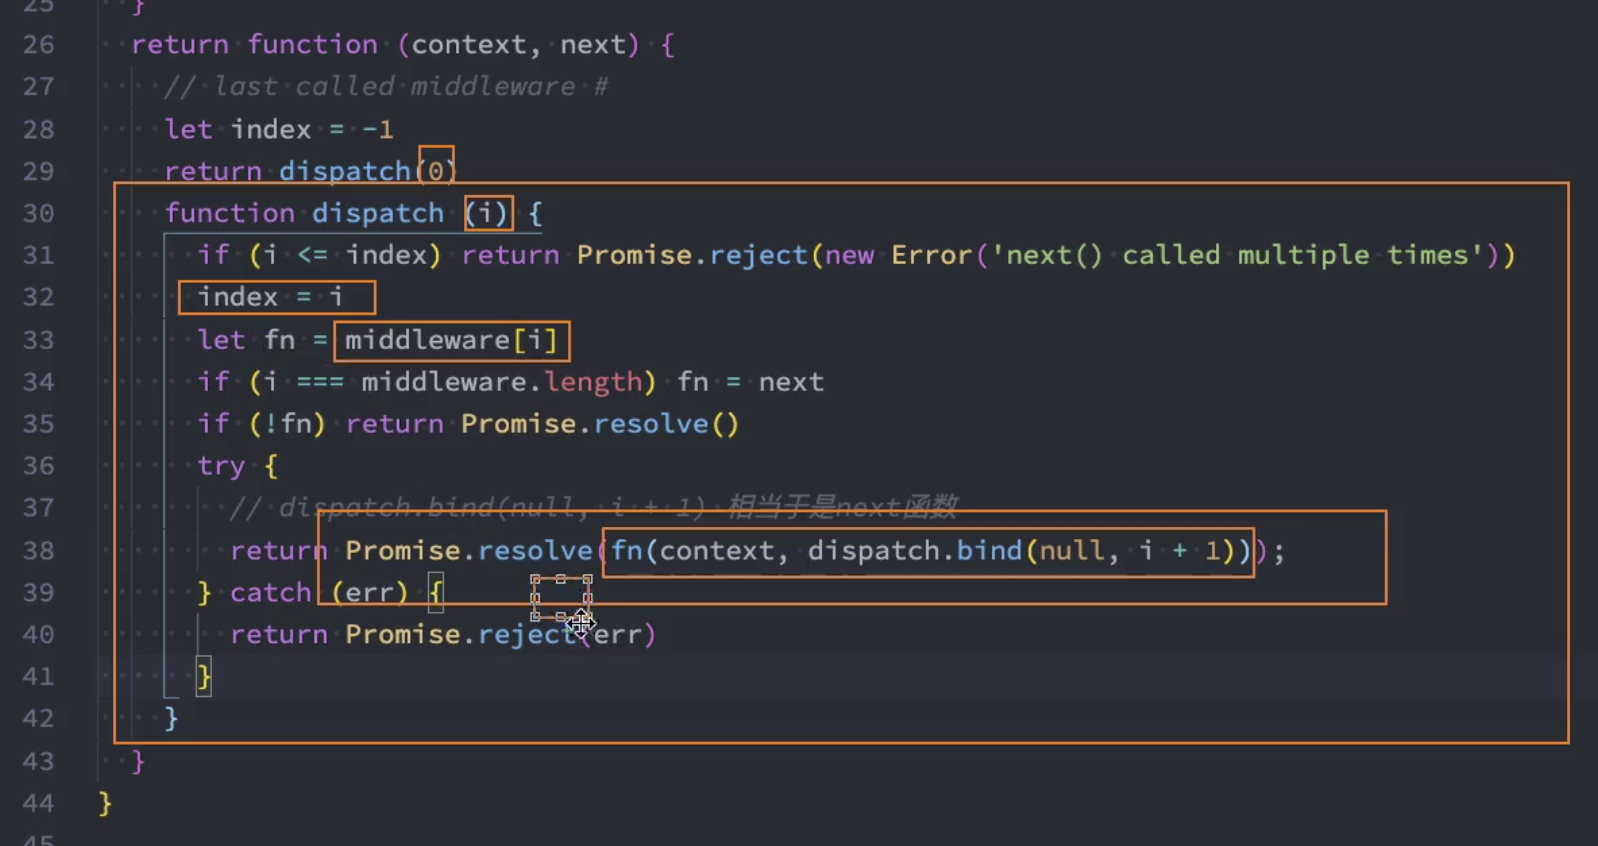 25 }
26 return function (context, next) {
27 // last called middleware #
28 let index = -1
29 return dispatch(0)
30 function dispatch (i) {
31 if (i <= index) return Promise.reject(new Error('next() called multiple times'))
32 index = i
33 let fn = middleware[i]
34 if (i === middleware.length) fn = next
35 if (!fn) return Promise.resolve()
36 try {
37 // dispatch.bind(null, i + 1) 相当于是next函数
38 return Promise.resolve(fn(context, dispatch.bind(null, i + 1)));
39 } catch (err) {
40 return Promise.reject(err)
41 }
42 }
43 }
44 }
45